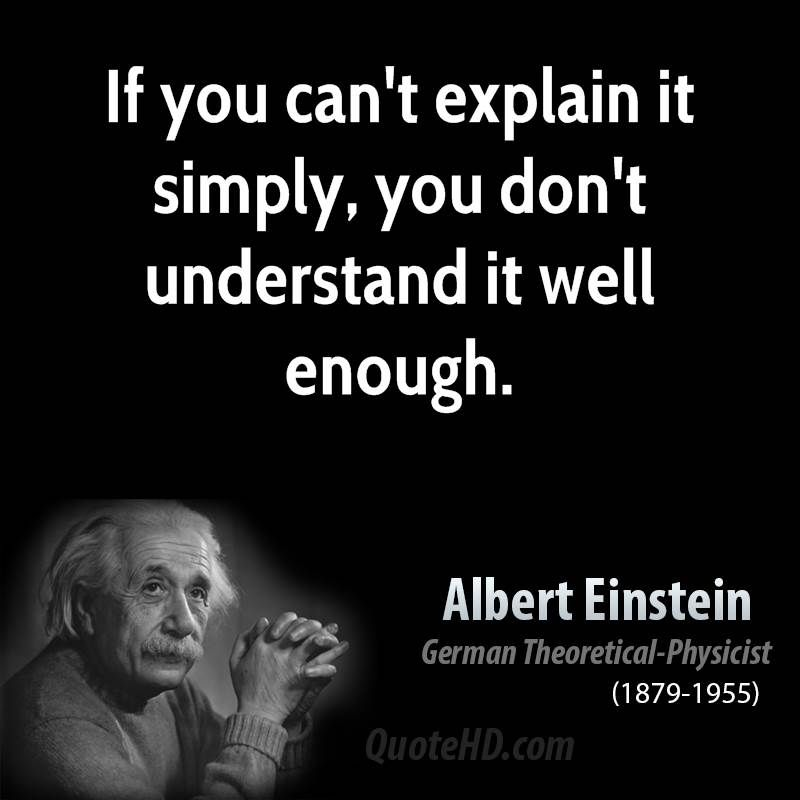 If you can't explain it
simply, you don't
understand it well
enough.
Albert Einstein
German Theoretical-Physicist
(1879-1955)
QuoteHD.com